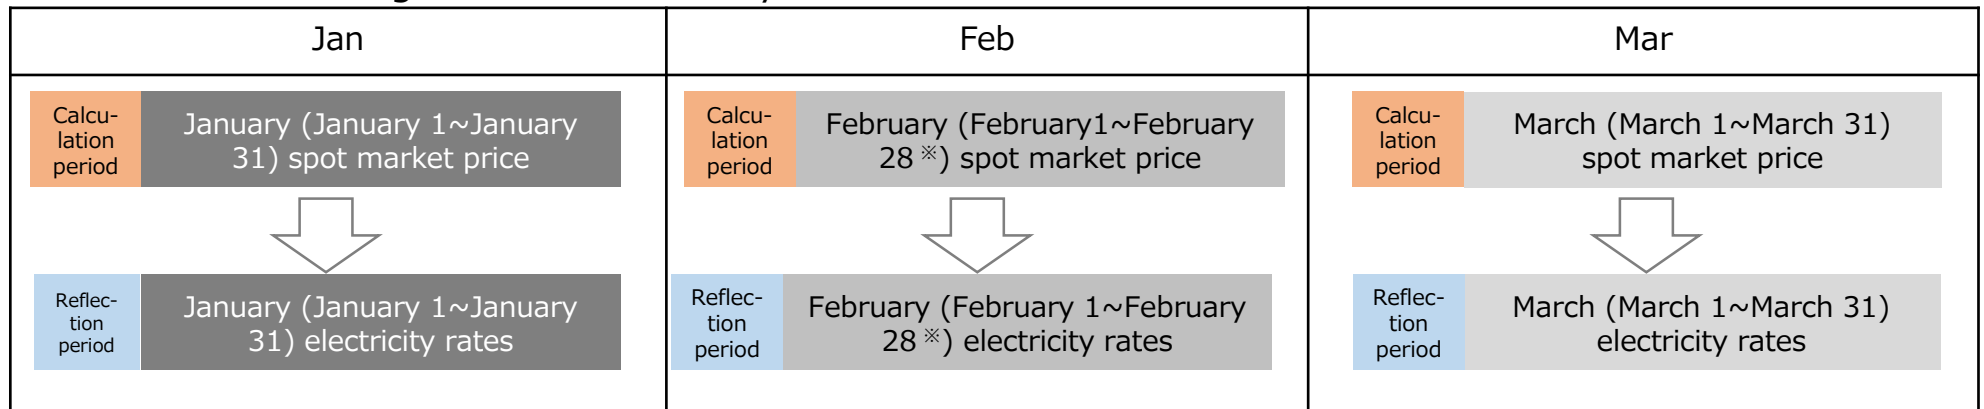 Jan
Feb
Mar
Calcu-
lation
period
January (January 1~January
31) spot market price
Calcu-
lation
period
February (February1~February
28 ※) spot market price
Calcu-
lation
period
March (March 1~March 31)
spot market price
Reflec-
tion
period
January (January 1~January
31) electricity rates
Reflec-
tion
period
February (February 1~February
28 ※) electricity rates
Reflec-
tion
period
March (March 1~March 31)
electricity rates